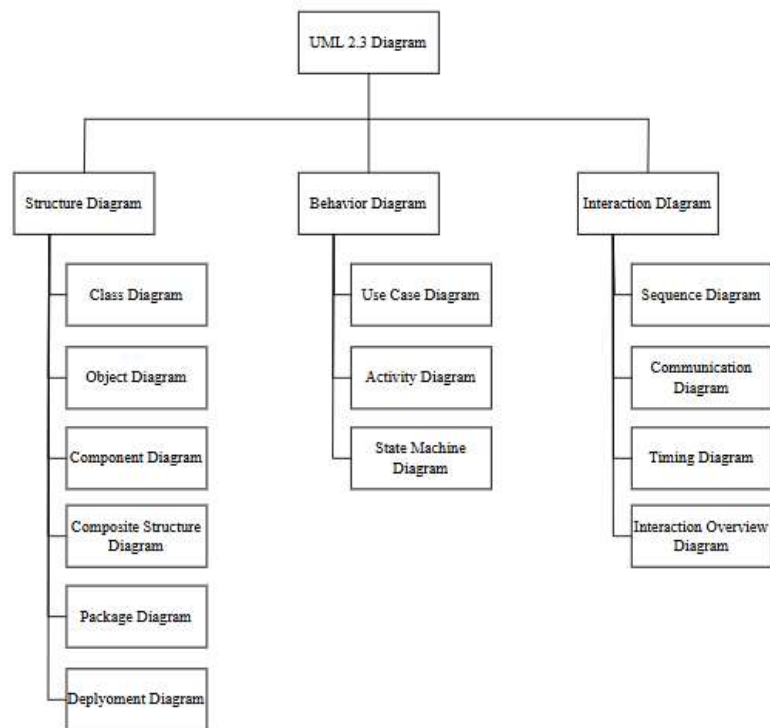 UML 2.3 Diagram
Structure Diagram
Behavior Diagram
Interaction DIagram
Class Diagram
Object Diagram
Component Diagram
Composite Structure
Diagram
Package Diagram
Deplyoment Diagram
Use Case Diagram
Activity Diagram
State Machine
Diagram
Sequence Diagram
Communication
Diagram
Timing Diagram
Interaction Overview
Diagram